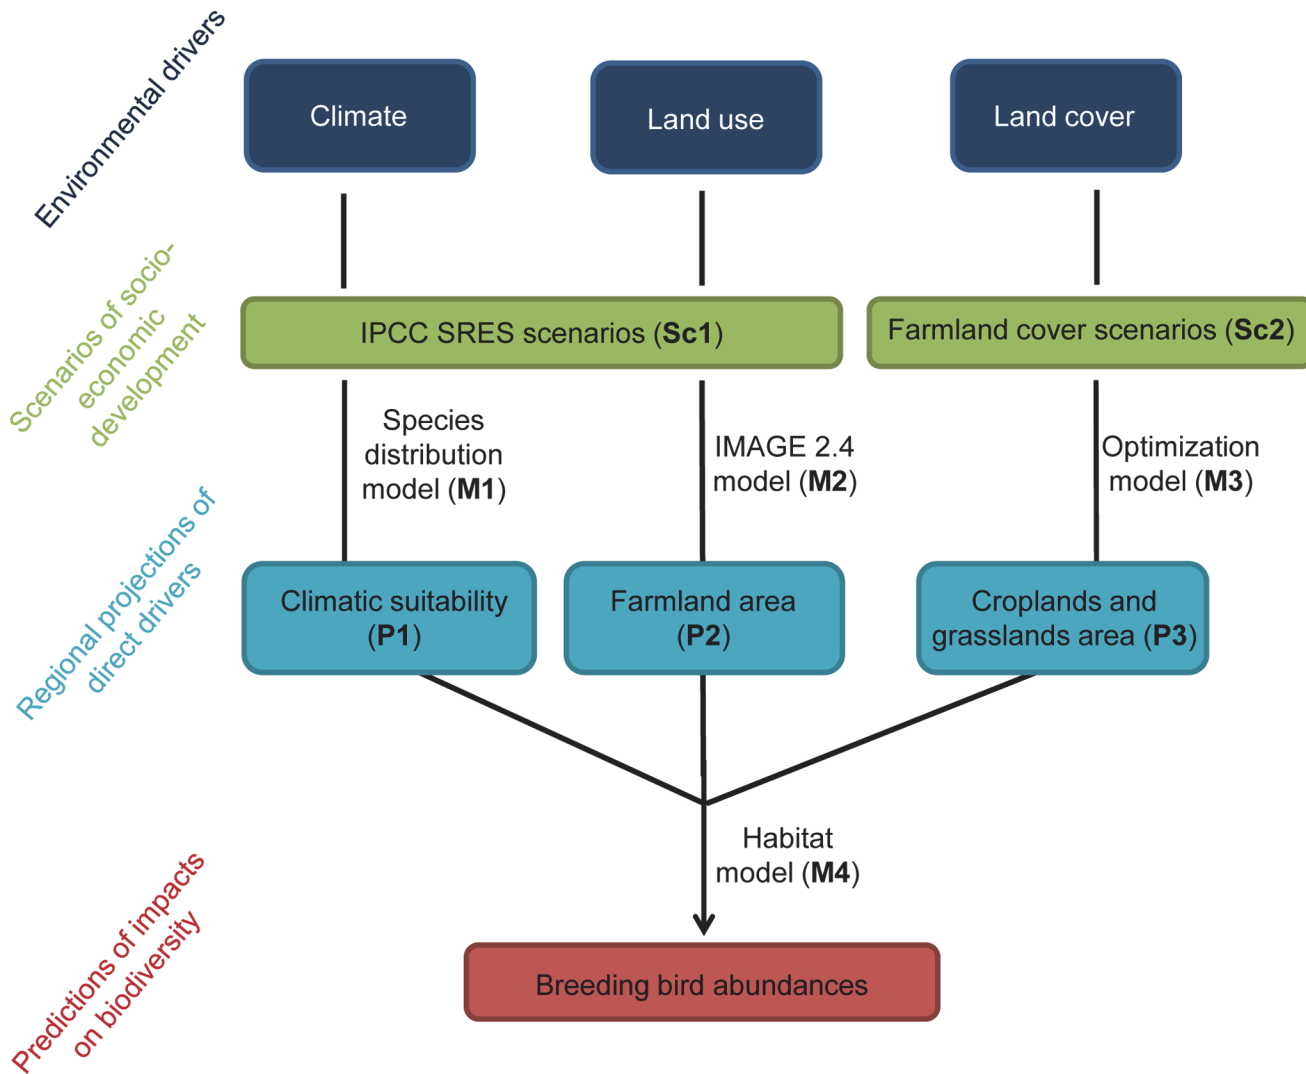 Environmental drivers
Climate
Land use
Land cover
Scenarios of socio-
economic
development
IPCC SRES scenarios (Sc1)
Farmland cover scenarios (Sc2)
Species
distribution
model (M1)
IMAGE 2.4
model (M2)
Optimization
model (M3)
Regional projections of
direct drivers
Climatic suitability
(P1)
Farmland area
(P2)
Croplands and
grasslands area (P3)
Habitat
model (M4)
Predictions of impacts
on biodiversity
Breeding bird abundances